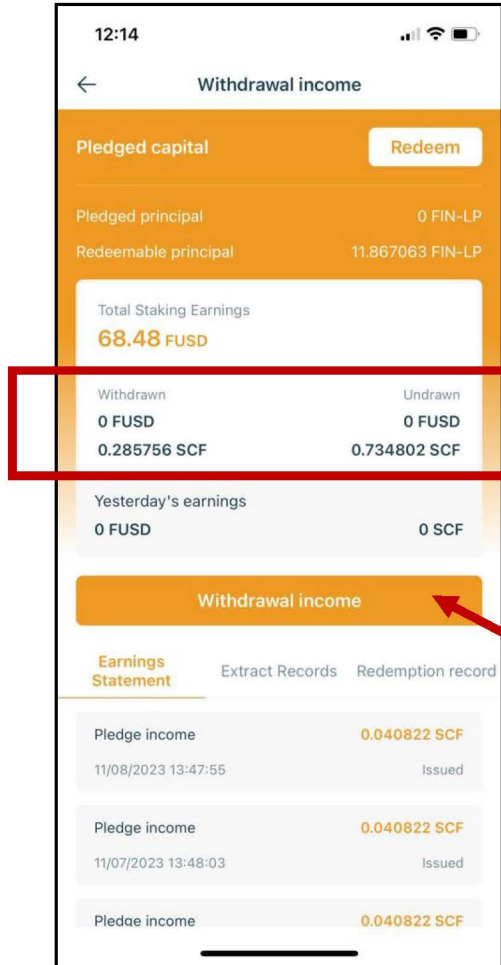 12:14
Withdrawal income
Pledged capital Redeem
Pledged principal 0 FIN-LP
Redeemable principal 11.867063 FIN-LP
Total Staking Earnings
68.48 FUSD
Withdrawn Undrawn
0 FUSD 0 FUSD
0.285756 SCF 0.734802 SCF
Yesterday's earnings
0 FUSD 0 SCF
Withdrawal income
Earnings
Statement Extract Records Redemption record
Pledge income 0.040822 SCF
11/08/2023 13:47:55 Issued
Pledge income 0.040822 SCF
11/07/2023 13:48:03 Issued
Pledge income 0.040822 SCF